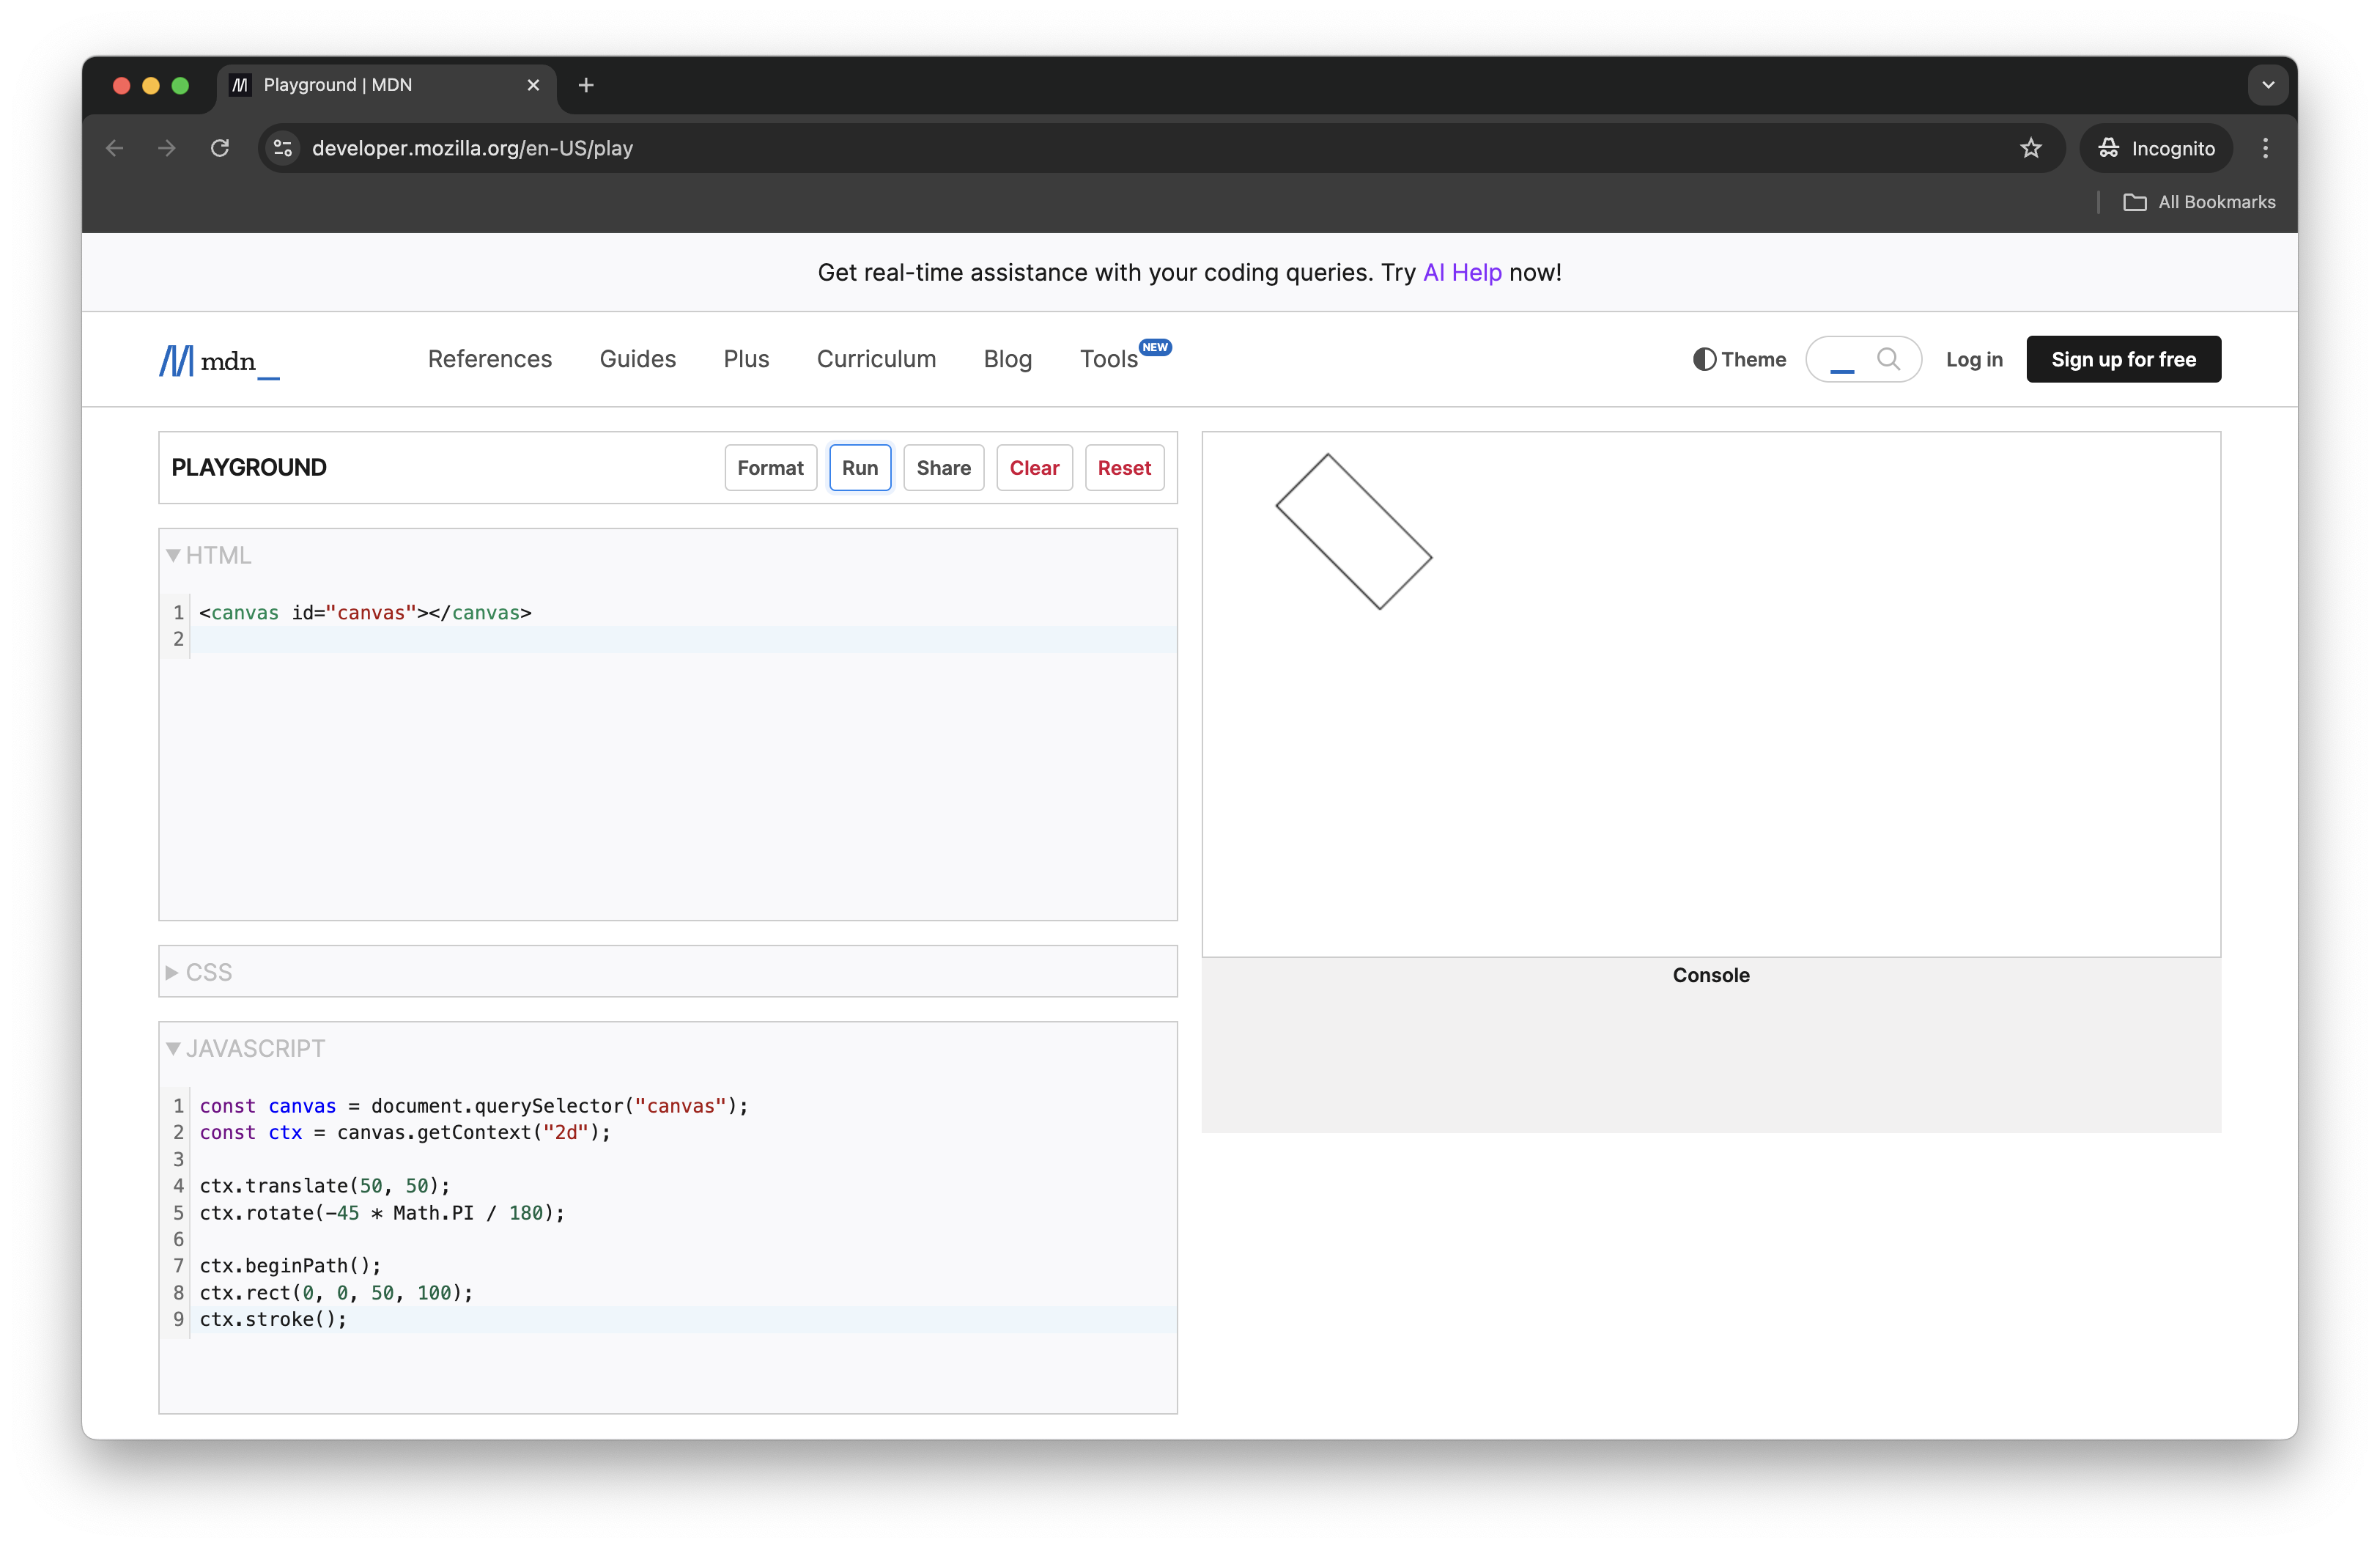 Playground | MDN
developer.mozilla.org/en-US/play
Incognito
All Bookmarks
Get real-time assistance with your coding queries. Try AI Help now!
mdn_
References Guides Plus Curriculum Blog Tools NEW
Theme Log in Sign up for free
PLAYGROUND
Format Run Share Clear Reset
HTML
1 <canvas id="canvas"></canvas>
2
CSS
JAVASCRIPT
1 const canvas = document.querySelector("canvas");
2 const ctx = canvas.getContext("2d");
3
4 ctx.translate(50, 50);
5 ctx.rotate(-45 * Math.PI / 180);
6
7 ctx.beginPath();
8 ctx.rect(0, 0, 50, 100);
9 ctx.stroke();
Console